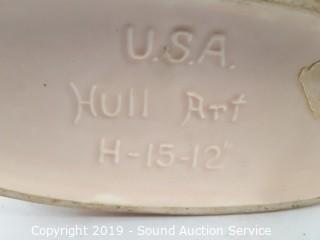 U.S.A.
Hull Art
H-15-12"
Copyright 2019 - Sound Auction Service